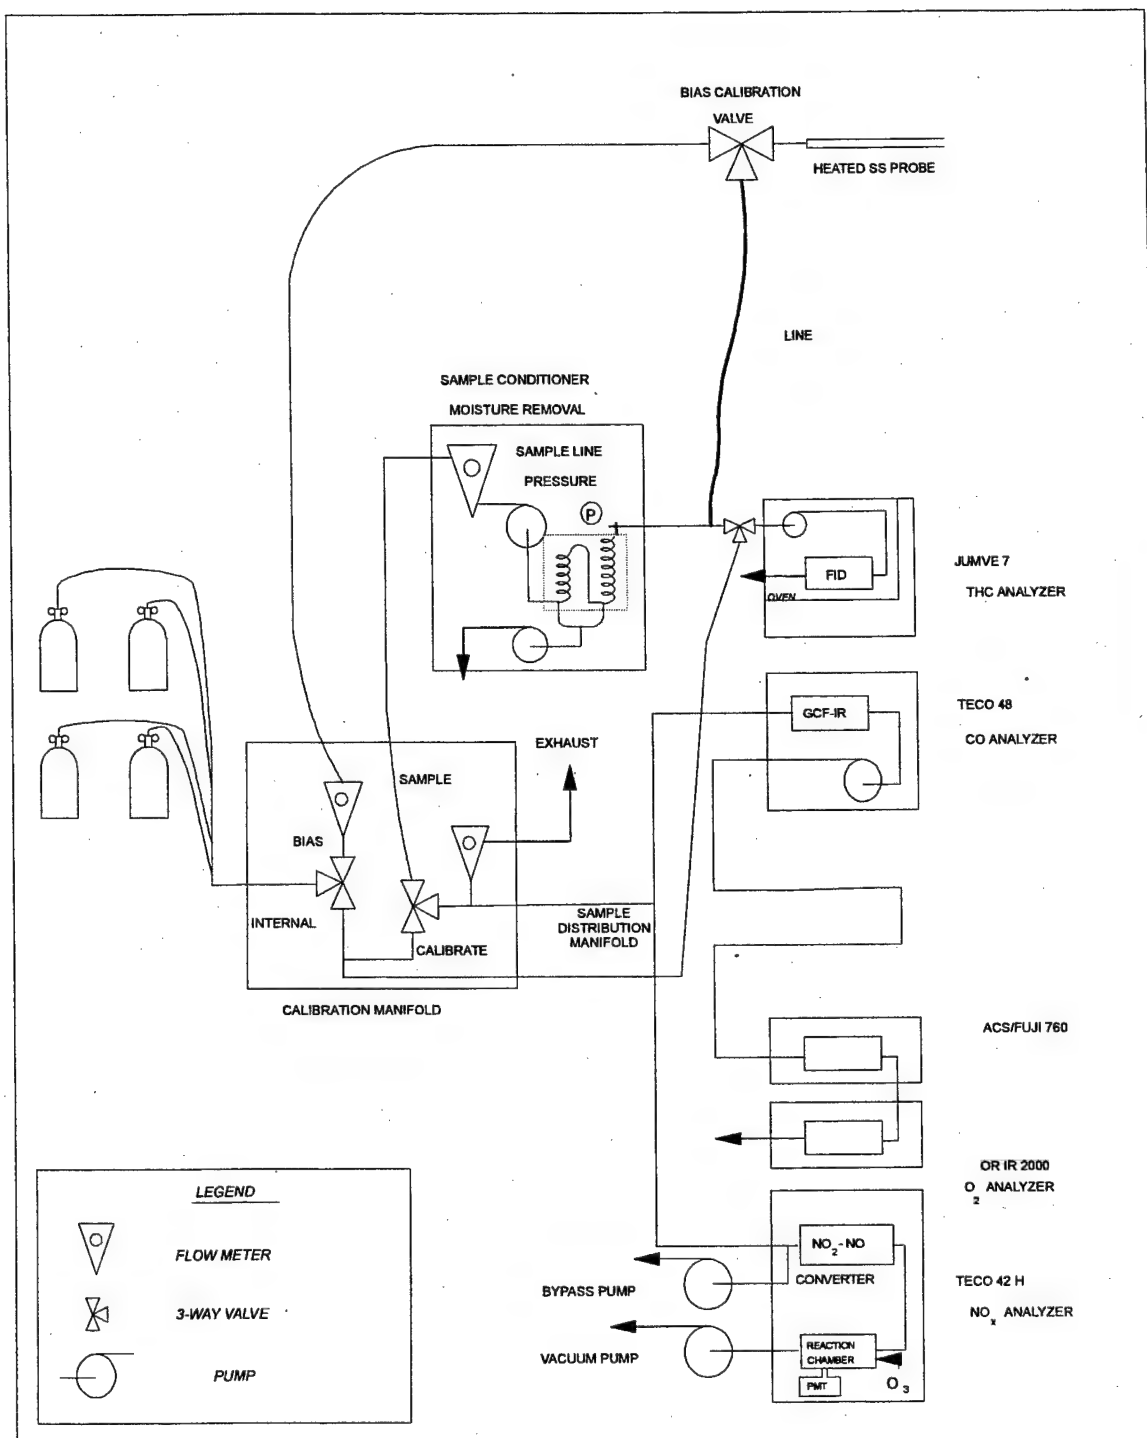 BIAS CALIBRATION
VALVE
HEATED SS PROBE
LINE
SAMPLE CONDITIONER
MOISTURE REMOVAL
SAMPLE LINE
PRESSURE
P
FID
OVEN
JUMVE 7
THC ANALYZER
GCF-IR
TECO 48
CO ANALYZER
EXHAUST
SAMPLE
BIAS
INTERNAL
CALIBRATE
SAMPLE
DISTRIBUTION
MANIFOLD
CALIBRATION MANIFOLD
ACS/FUJI 760
OR IR 2000
O2 ANALYZER
NO2-NO
CONVERTER
BYPASS PUMP
TECO 42 H
NOx ANALYZER
VACUUM PUMP
REACTION
CHAMBER
PMT
O3
LEGEND
FLOW METER
3-WAY VALVE
PUMP